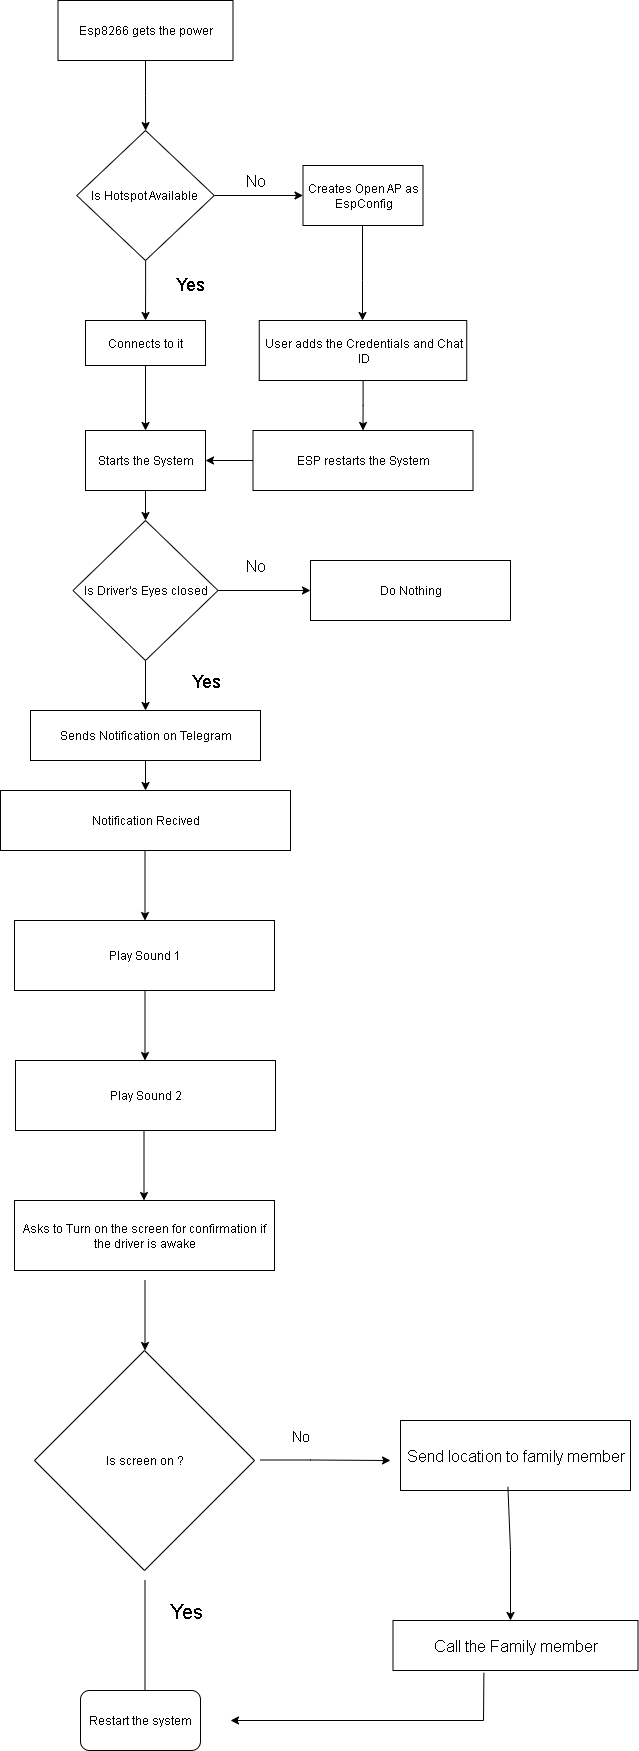 Esp8266 gets the power
Is Hotspot Available
No
Creates Open AP as
EspConfig
Yes
Connects to it
User adds the Credentials and Chat
ID
Starts the System
ESP restarts the System
Is Driver's Eyes closed
No
Do Nothing
Yes
Sends Notification on Telegram
Notification Recived
Play Sound 1
Play Sound 2
Asks to Turn on the screen for confirmation if
the driver is awake
Is screen on ?
No
Send location to family member
Yes
Call the Family member
Restart the system